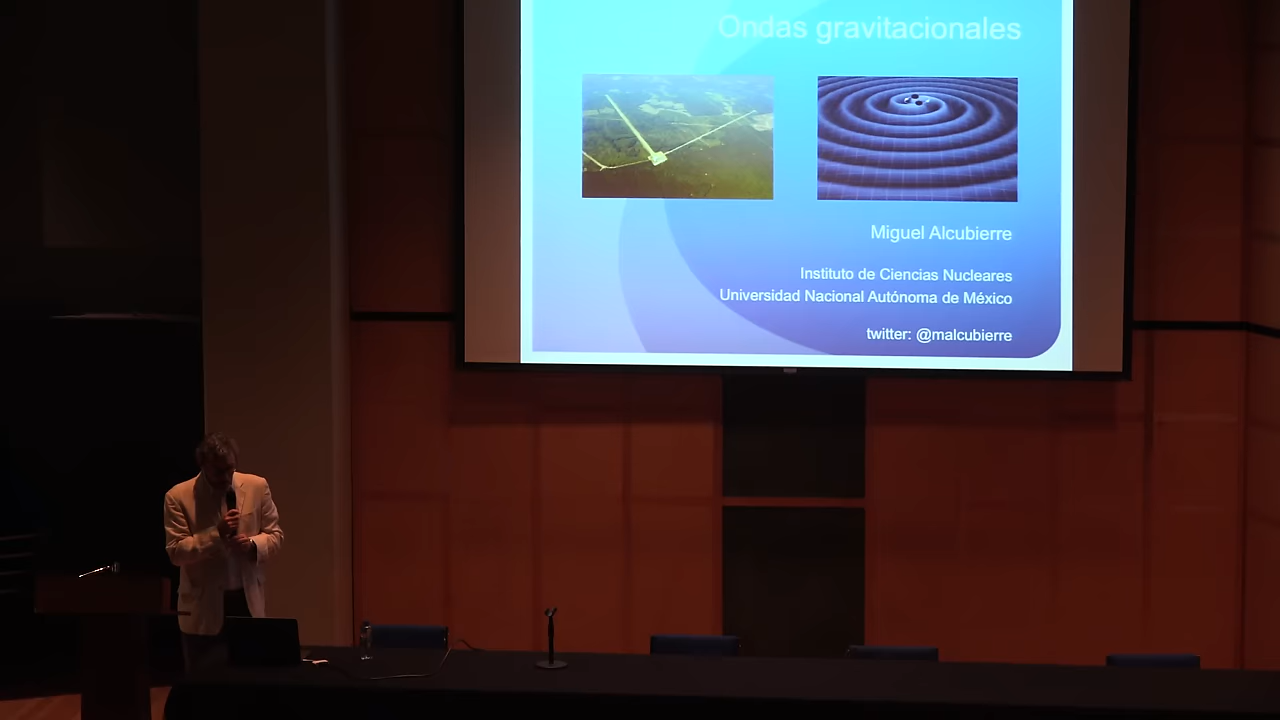 Ondas gravitacionales
Miguel Alcubierre
Instituto de Ciencias Nucleares
Universidad Nacional Autónoma de México
twitter: @malcubierre